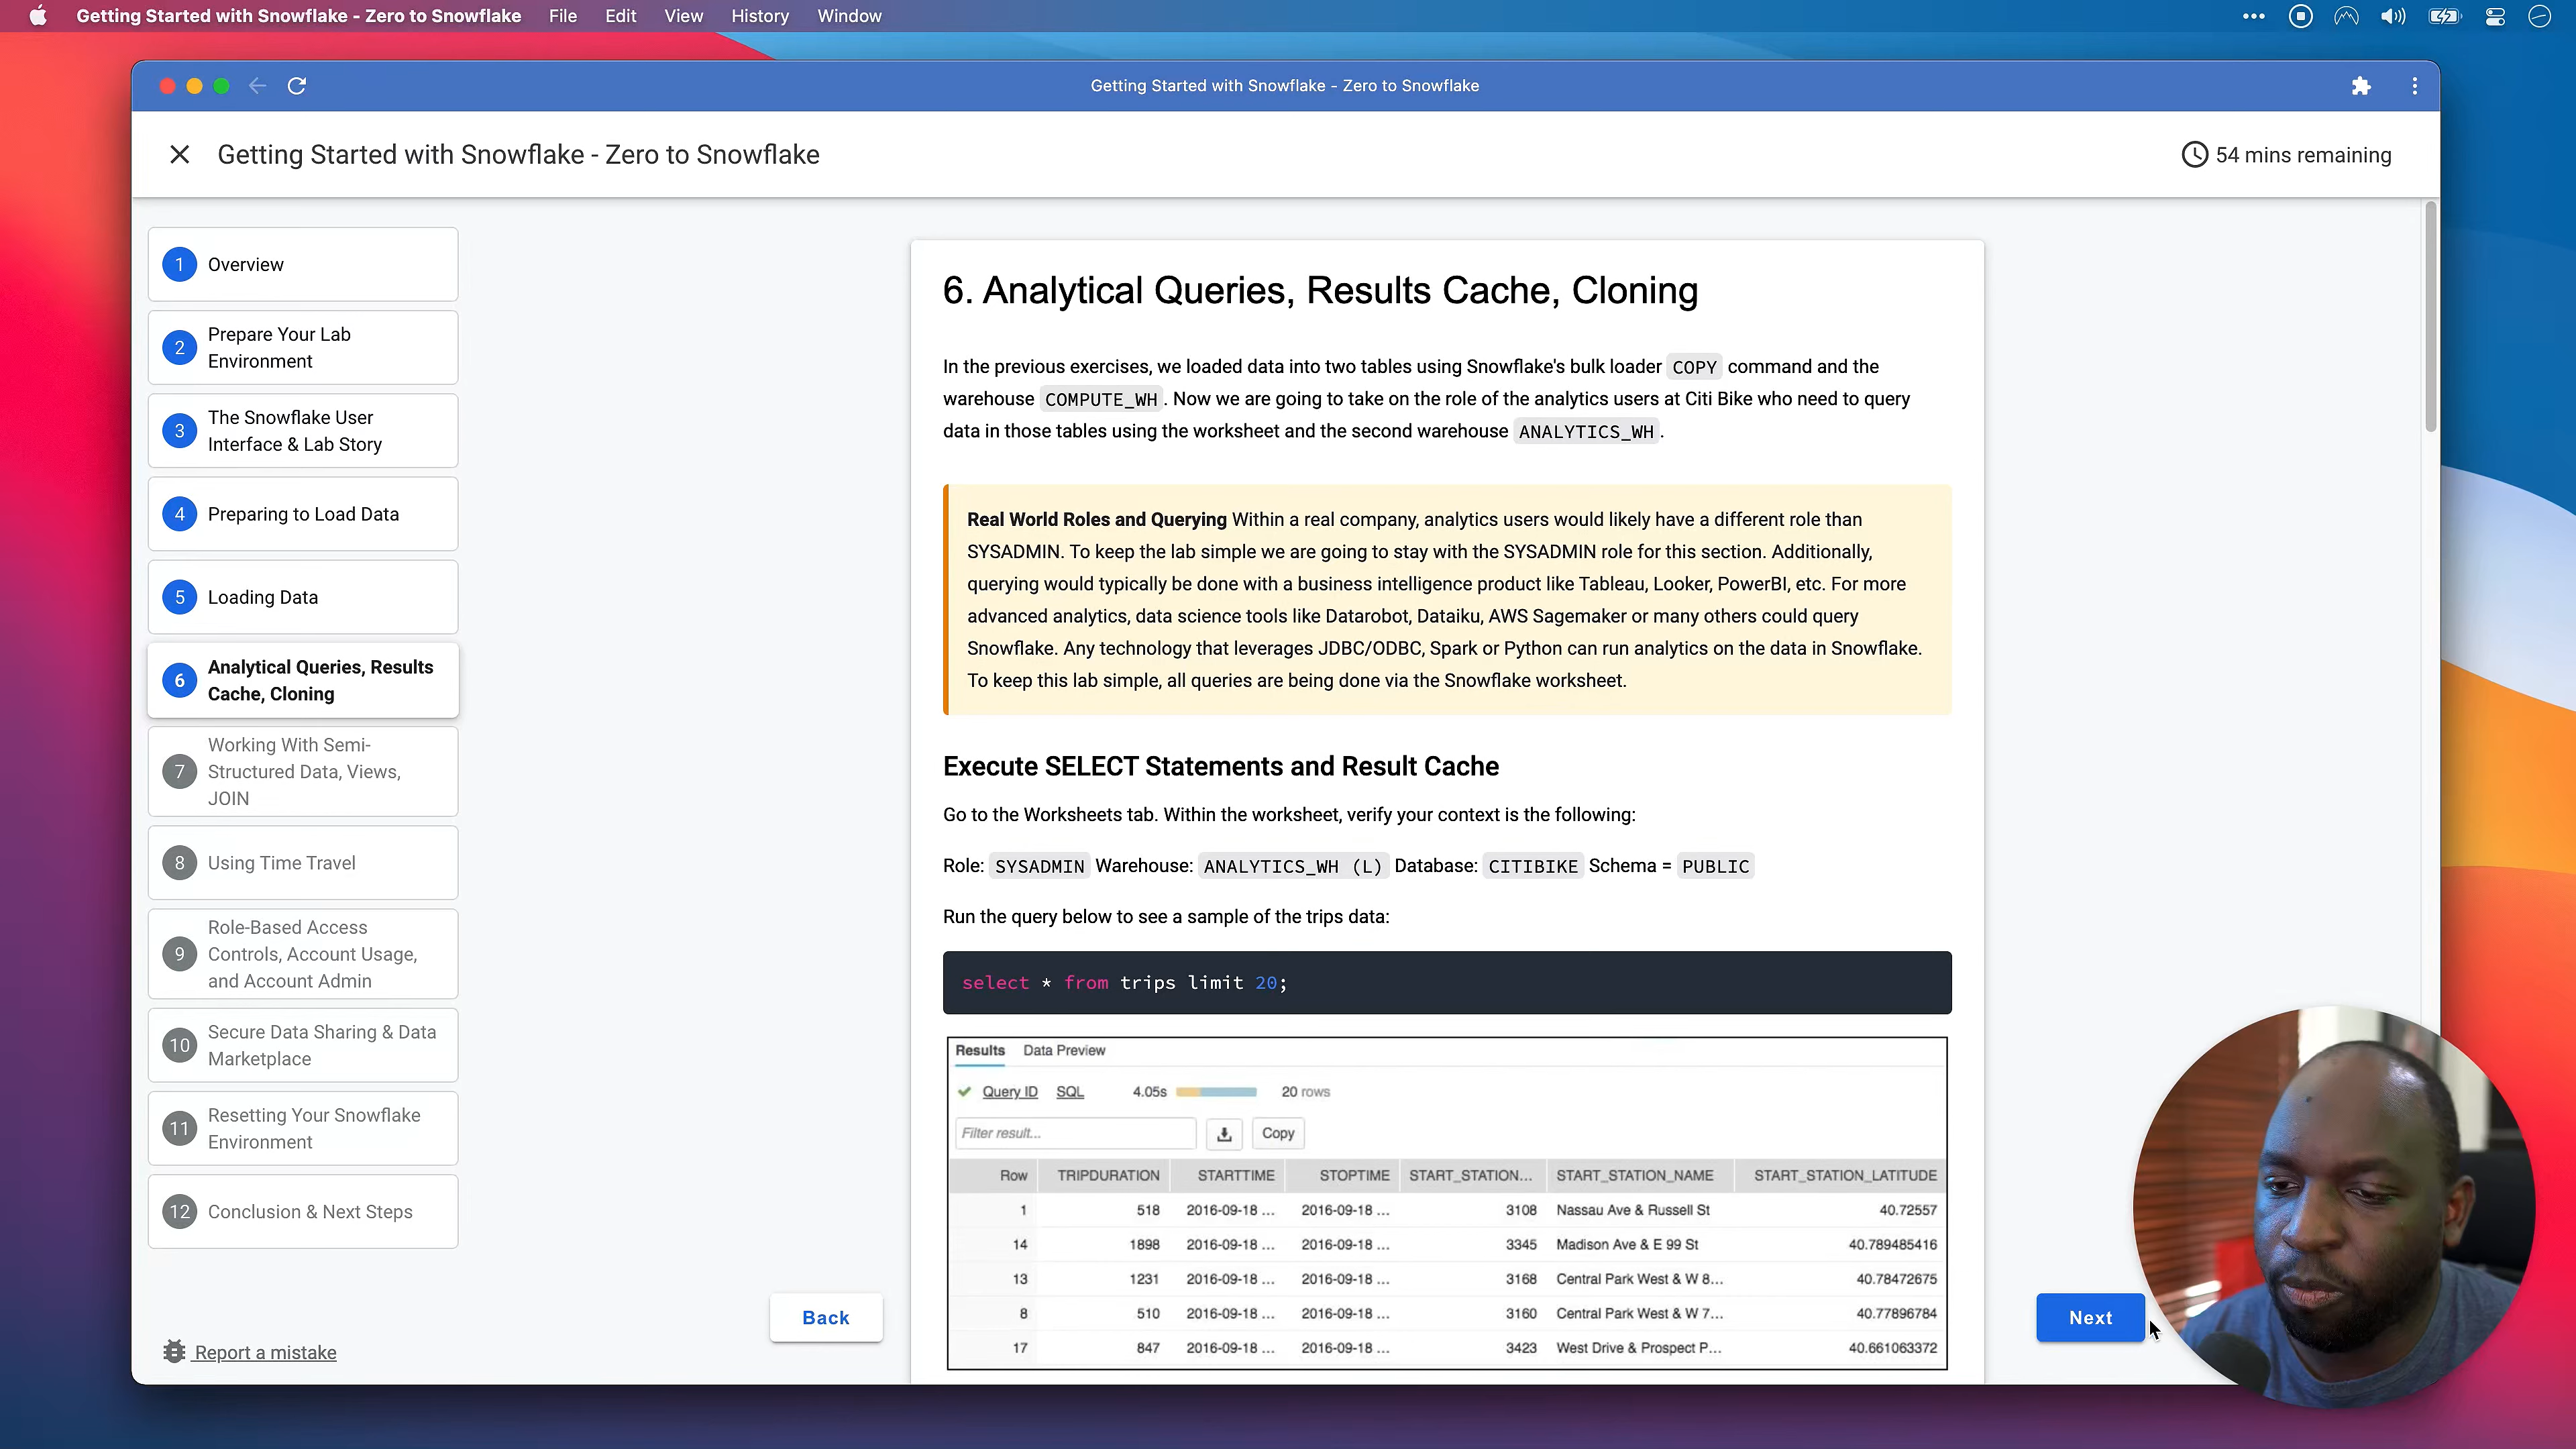 Getting Started with Snowflake - Zero to Snowflake File Edit View History Window
Getting Started with Snowflake - Zero to Snowflake
Getting Started with Snowflake - Zero to Snowflake
54 mins remaining
1 Overview
2 Prepare Your Lab
Environment
3 The Snowflake User
Interface & Lab Story
4 Preparing to Load Data
5 Loading Data
6 Analytical Queries, Results
Cache, Cloning
7 Working With Semi-
Structured Data, Views,
JOIN
8 Using Time Travel
9 Role-Based Access
Controls, Account Usage,
and Account Admin
10 Secure Data Sharing & Data
Marketplace
11 Resetting Your Snowflake
Environment
12 Conclusion & Next Steps
Report a mistake
6. Analytical Queries, Results Cache, Cloning
In the previous exercises, we loaded data into two tables using Snowflake's bulk loader COPY command and the
warehouse COMPUTE_WH. Now we are going to take on the role of the analytics users at Citi Bike who need to query
data in those tables using the worksheet and the second warehouse ANALYTICS_WH.
Real World Roles and Querying Within a real company, analytics users would likely have a different role than
SYSADMIN. To keep the lab simple we are going to stay with the SYSADMIN role for this section. Additionally,
querying would typically be done with a business intelligence product like Tableau, Looker, PowerBI, etc. For more
advanced analytics, data science tools like Datarobot, Dataiku, AWS Sagemaker or many others could query
Snowflake. Any technology that leverages JDBC/ODBC, Spark or Python can run analytics on the data in Snowflake.
To keep this lab simple, all queries are being done via the Snowflake worksheet.
Execute SELECT Statements and Result Cache
Go to the Worksheets tab. Within the worksheet, verify your context is the following:
Role: SYSADMIN Warehouse: ANALYTICS_WH (L) Database: CITIBIKE Schema = PUBLIC
Run the query below to see a sample of the trips data:
select * from trips limit 20;
Results Data Preview
Query ID SQL 4.05s 20 rows
Filter result... Copy
Row TRIPDURATION STARTTIME STOPTIME START_STATION... START_STATION_NAME START_STATION_LATITUDE
1 518 2016-09-18 ... 2016-09-18 ... 3108 Nassau Ave & Russell St 40.72557
14 1898 2016-09-18 ... 2016-09-18 ... 3345 Madison Ave & E 99 St 40.789485416
13 1231 2016-09-18 ... 2016-09-18 ... 3168 Central Park West & W 8... 40.78472675
8 510 2016-09-18 ... 2016-09-18 ... 3160 Central Park West & W 7... 40.77896784
17 847 2016-09-18 ... 2016-09-18 ... 3423 West Drive & Prospect P... 40.661063372
Back
Next